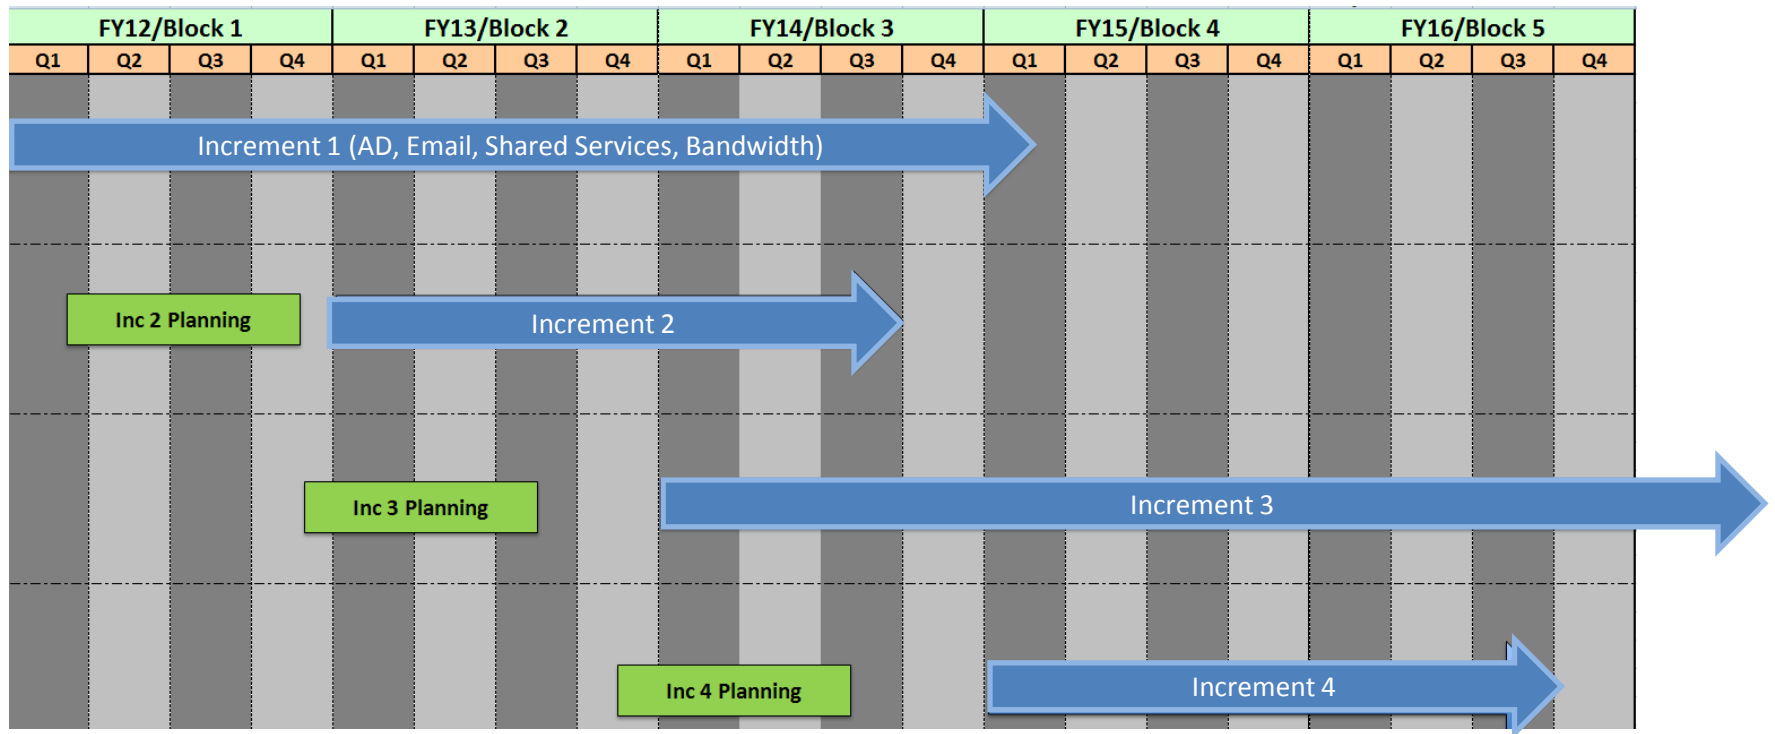 FY12/Block 1 FY13/Block 2 FY14/Block 3 FY15/Block 4 FY16/Block 5
Q1 Q2 Q3 Q4 Q1 Q2 Q3 Q4 Q1 Q2 Q3 Q4 Q1 Q2 Q3 Q4 Q1 Q2 Q3 Q4
Increment 1 (AD, Email, Shared Services, Bandwidth)
Inc 2 Planning Increment 2
Inc 3 Planning Increment 3
Inc 4 Planning Increment 4